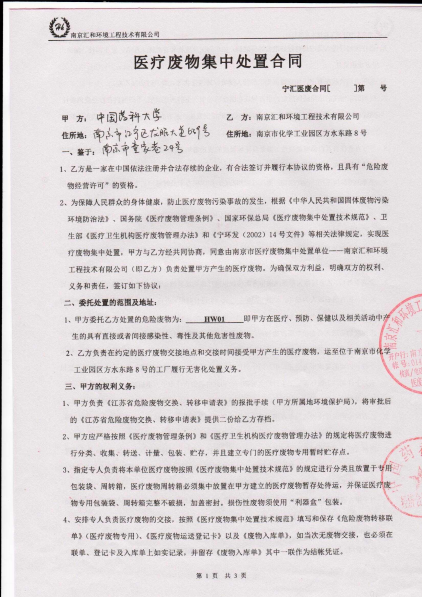 南京汇和环境工程技术有限公司
医疗废物集中处置合同
宁汇医废合同[ ]第 号
甲 方：中国药科大学 乙 方：南京汇和环境工程技术有限公司
住所地：南京市江宁区龙眠大道639号 住所地：南京市化学工业园区方水东路8号
一、鉴于：南京市童家巷24号
1、乙方是一家在中国依法注册并合法存续的企业，有合法签订并履行本协议的资格，且具有“危险废
物经营许可”的资格。
2、为保障人民群众的身体健康，防止医疗废物污染事故的发生，根据《中华人民共和国固体废物污染
环境防治法》、国务院《医疗废物管理条例》、国家环保总局《医疗废物集中处置技术规范》、卫
生部《医疗卫生机构医疗废物管理办法》和《宁环发（2002）14号文件》等相关法律规定，实现医
疗废物集中处置，甲方与乙方经共同协商，同意由南京市医疗废物处置单位——南京汇和环境
工程技术有限公司（即乙方）负责处置甲方产生的医疗废物，为确保双方利益，明确双方的权利、
义务和责任，签订如下协议：
二、委托处置的范围及地址：
1、甲方委托乙方处置的危险废物为： HW01 即甲方在医疗、预防、保健以及相关活动中产
生的具有直接或者间接感染性、毒性及其他危害性废物。
2、乙方负责在约定的医疗废物交接地点和交接时间接受甲方产生的医疗废物，运至位于南京市化学
工业园区方水东路8号的工厂履行无害化处置义务。
三、甲方的权利义务：
1、甲方负责《江苏省危险废物交换、转移申请表》的报批手续（甲方所属地环境保护局），将审批后
的《江苏省危险废物交换、转移申请表》提供二份给乙方存档。
2、甲方应严格按照《医疗废物管理条例》和《医疗卫生机构医疗废物管理办法》的规定将医疗废物进
行分类、收集、转送、计量、包装、贮存，并且建立专门的医疗废物专用暂时贮存点。
3、指定专人负责将本单位医疗废物按照《医疗废物集中处置技术规范》的规定进行分类且放置于专用
包装袋、周转箱，医疗废物周转箱必须集中放置在甲方建立的医疗废物暂存处待运，并保证医疗废
物专用包装袋、周转箱完整不破损，加盖密封，损伤性废物须使用“利器盒”包装。
4、安排专人负责医疗废物的交接，按照《医疗废物集中处置技术规范》填写和保存《危险废物转移联
单》（医疗废物专用）、《医疗废物运送登记卡》以及《废物入库单》，如当次无废物交接，也必须在
联单、登记卡及入库单上如实记录，并留存《废物入库单》其中一联作为结帐凭证。
第 1 页 共 3 页